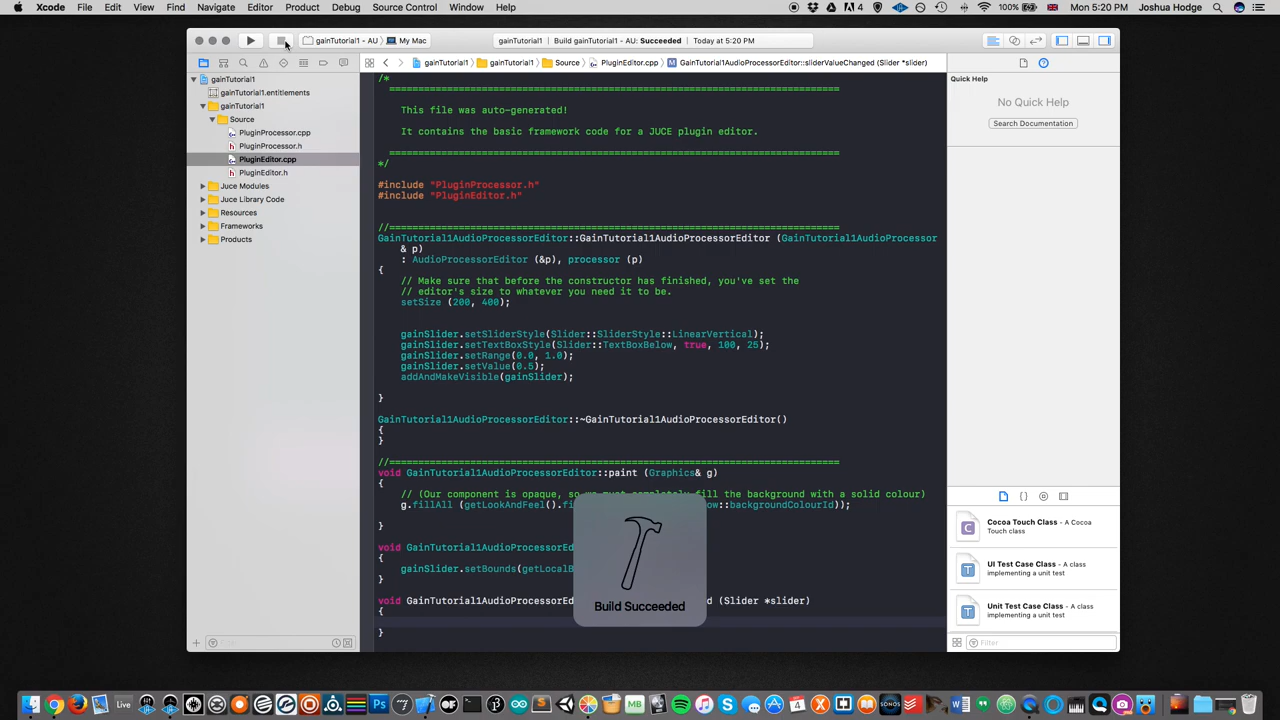 Xcode File Edit View Find Navigate Editor Product Debug Source Control Window Help 4 100% Wed 5:20 PM Joshua Hodge
gainTutorial1 - AU My Mac
gainTutorial1 Build gainTutorial1 - AU: Succeeded Today at 5:20 PM
gainTutorial1 gainTutorial1 Source PluginEditor.cpp GainTutorial1AudioProcessorEditor::sliderValueChanged (Slider *slider)
gainTutorial1
gainTutorial1.entitlements
gainTutorial1
Source
PluginProcessor.cpp
PluginProcessor.h
PluginEditor.cpp
PluginEditor.h
Juce Modules
Juce Library Code
Resources
Frameworks
Products
/*
==============================================================================
This file was auto-generated!
It contains the basic framework code for a JUCE plugin editor.
==============================================================================
*/
#include "PluginProcessor.h"
#include "PluginEditor.h"
//==============================================================================
GainTutorial1AudioProcessorEditor::GainTutorial1AudioProcessorEditor (GainTutorial1AudioProcessor
& p)
: AudioProcessorEditor (&p), processor (p)
{
// Make sure that before the constructor has finished, you've set the
// editor's size to whatever you need it to be.
setSize (200, 400);
gainSlider.setSliderStyle(Slider::SliderStyle::LinearVertical);
gainSlider.setTextBoxStyle(Slider::TextBoxBelow, true, 100, 25);
gainSlider.setRange(0.0, 1.0);
gainSlider.setValue(0.5);
addAndMakeVisible(gainSlider);
}
GainTutorial1AudioProcessorEditor::~GainTutorial1AudioProcessorEditor()
{
}
//==============================================================================
void GainTutorial1AudioProcessorEditor::paint (Graphics& g)
{
// (Our component is opaque, so we must completely fill the background with a solid colour)
g.fillAll (getLookAndFeel().fi ow::backgroundColourId));
}
void GainTutorial1AudioProcessorEd
{
gainSlider.setBounds(getLocalB
}
void GainTutorial1AudioProcessorEd d (Slider *slider)
{
}
Build Succeeded
Quick Help
No Quick Help
Search Documentation
Cocoa Touch Class - A Cocoa
Touch class
UI Test Case Class - A class
implementing a unit test
Unit Test Case Class - A class
implementing a unit test
Filter
Live
Ps
MB